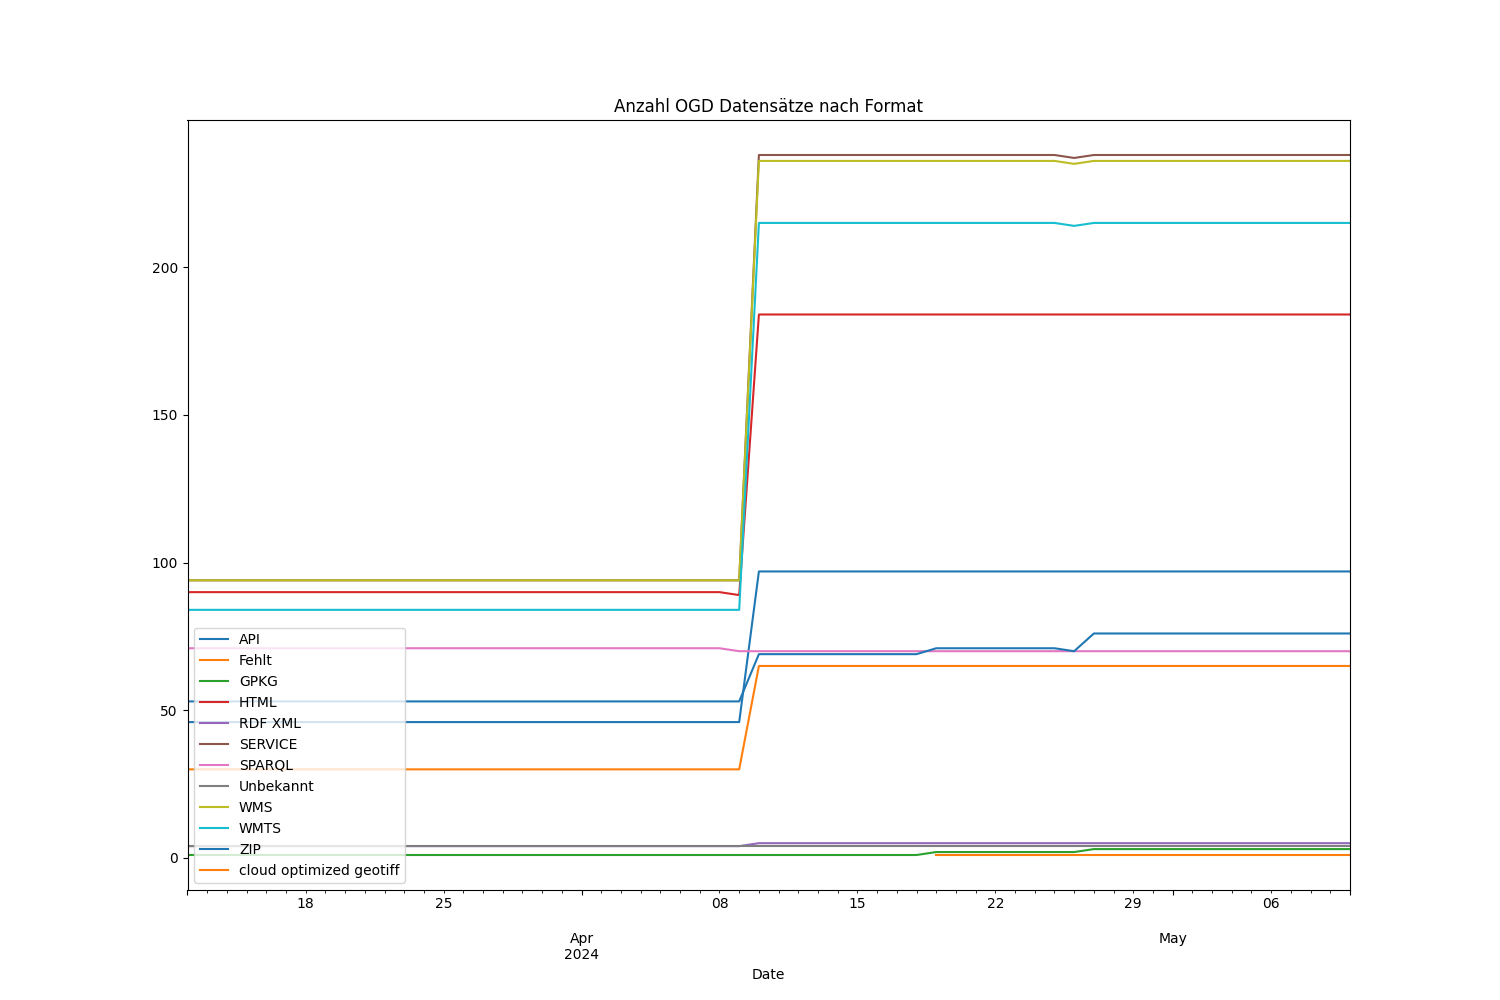 Anzahl OGD Datensätze nach Format
200
150
100
50
0
API
Fehlt
GPKG
HTML
RDF XML
SERVICE
SPARQL
Unbekannt
WMS
WMTS
ZIP
cloud optimized geotiff
18 25 08 15 22 29 06
Apr May
2024
Date